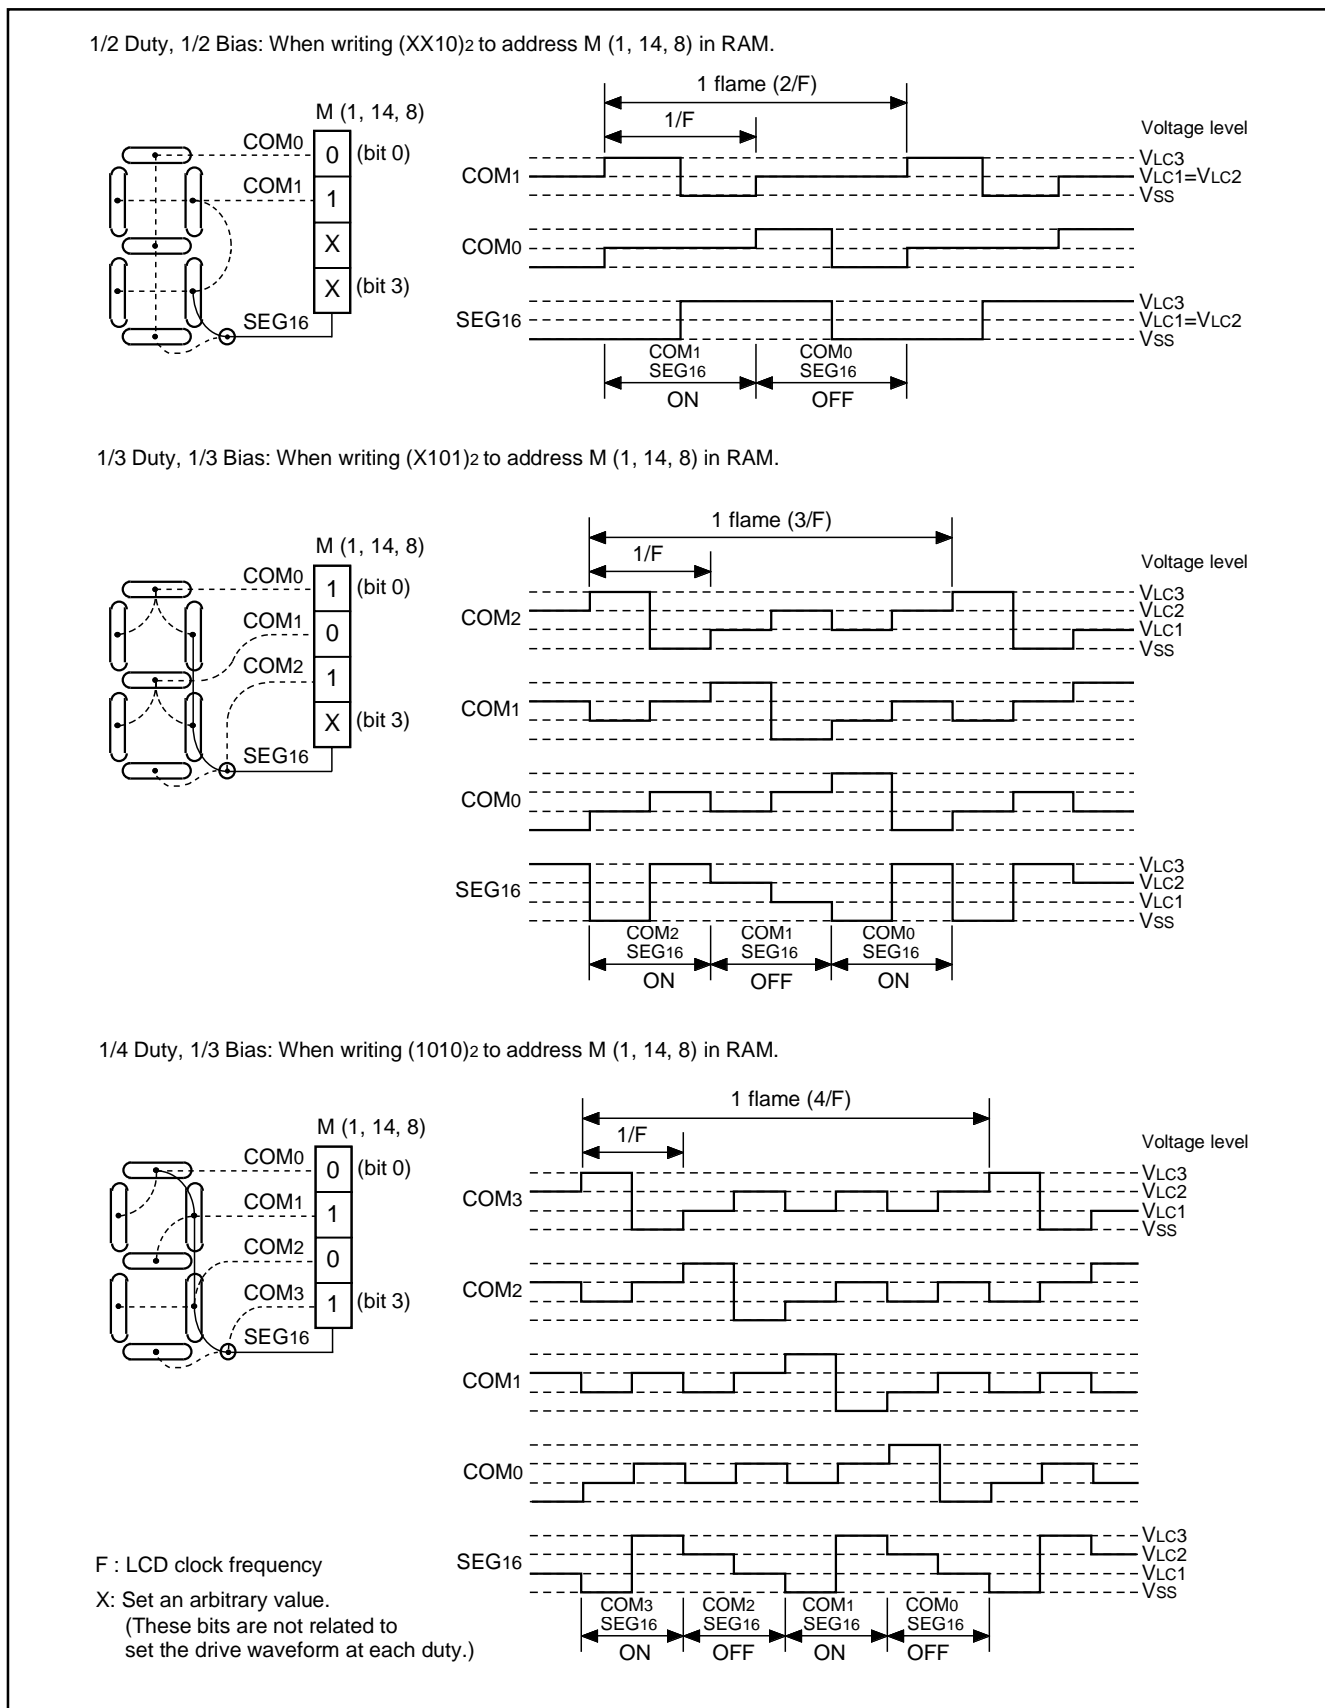 1/2 Duty, 1/2 Bias: When writing (XX10)2 to address M (1, 14, 8) in RAM.
1 flame (2/F)
M (1, 14, 8)
1/F
Voltage level
COM0
0
(bit 0)
VLC3
COM1
1
COM1
VLC1=VLC2
VSS
X
COM0
X
(bit 3)
SEG16
SEG16
VLC3
VLC1=VLC2
VSS
COM1
SEG16
ON
COM0
SEG16
OFF
1/3 Duty, 1/3 Bias: When writing (X101)2 to address M (1, 14, 8) in RAM.
1 flame (3/F)
M (1, 14, 8)
1/F
Voltage level
COM0
1
(bit 0)
COM2
VLC3
VLC2
VLC1
VSS
COM1
0
COM2
1
COM1
X
(bit 3)
SEG16
COM0
SEG16
VLC3
VLC2
VLC1
VSS
COM2
SEG16
ON
COM1
SEG16
OFF
COM0
SEG16
ON
1/4 Duty, 1/3 Bias: When writing (1010)2 to address M (1, 14, 8) in RAM.
1 flame (4/F)
M (1, 14, 8)
1/F
Voltage level
COM0
0
(bit 0)
COM3
VLC3
VLC2
VLC1
VSS
COM1
1
COM2
0
COM2
COM3
1
(bit 3)
SEG16
COM1
COM0
SEG16
VLC3
VLC2
VLC1
VSS
COM3
SEG16
ON
COM2
SEG16
OFF
COM1
SEG16
ON
COM0
SEG16
OFF
F : LCD clock frequency
X: Set an arbitrary value.
(These bits are not related to
set the drive waveform at each duty.)